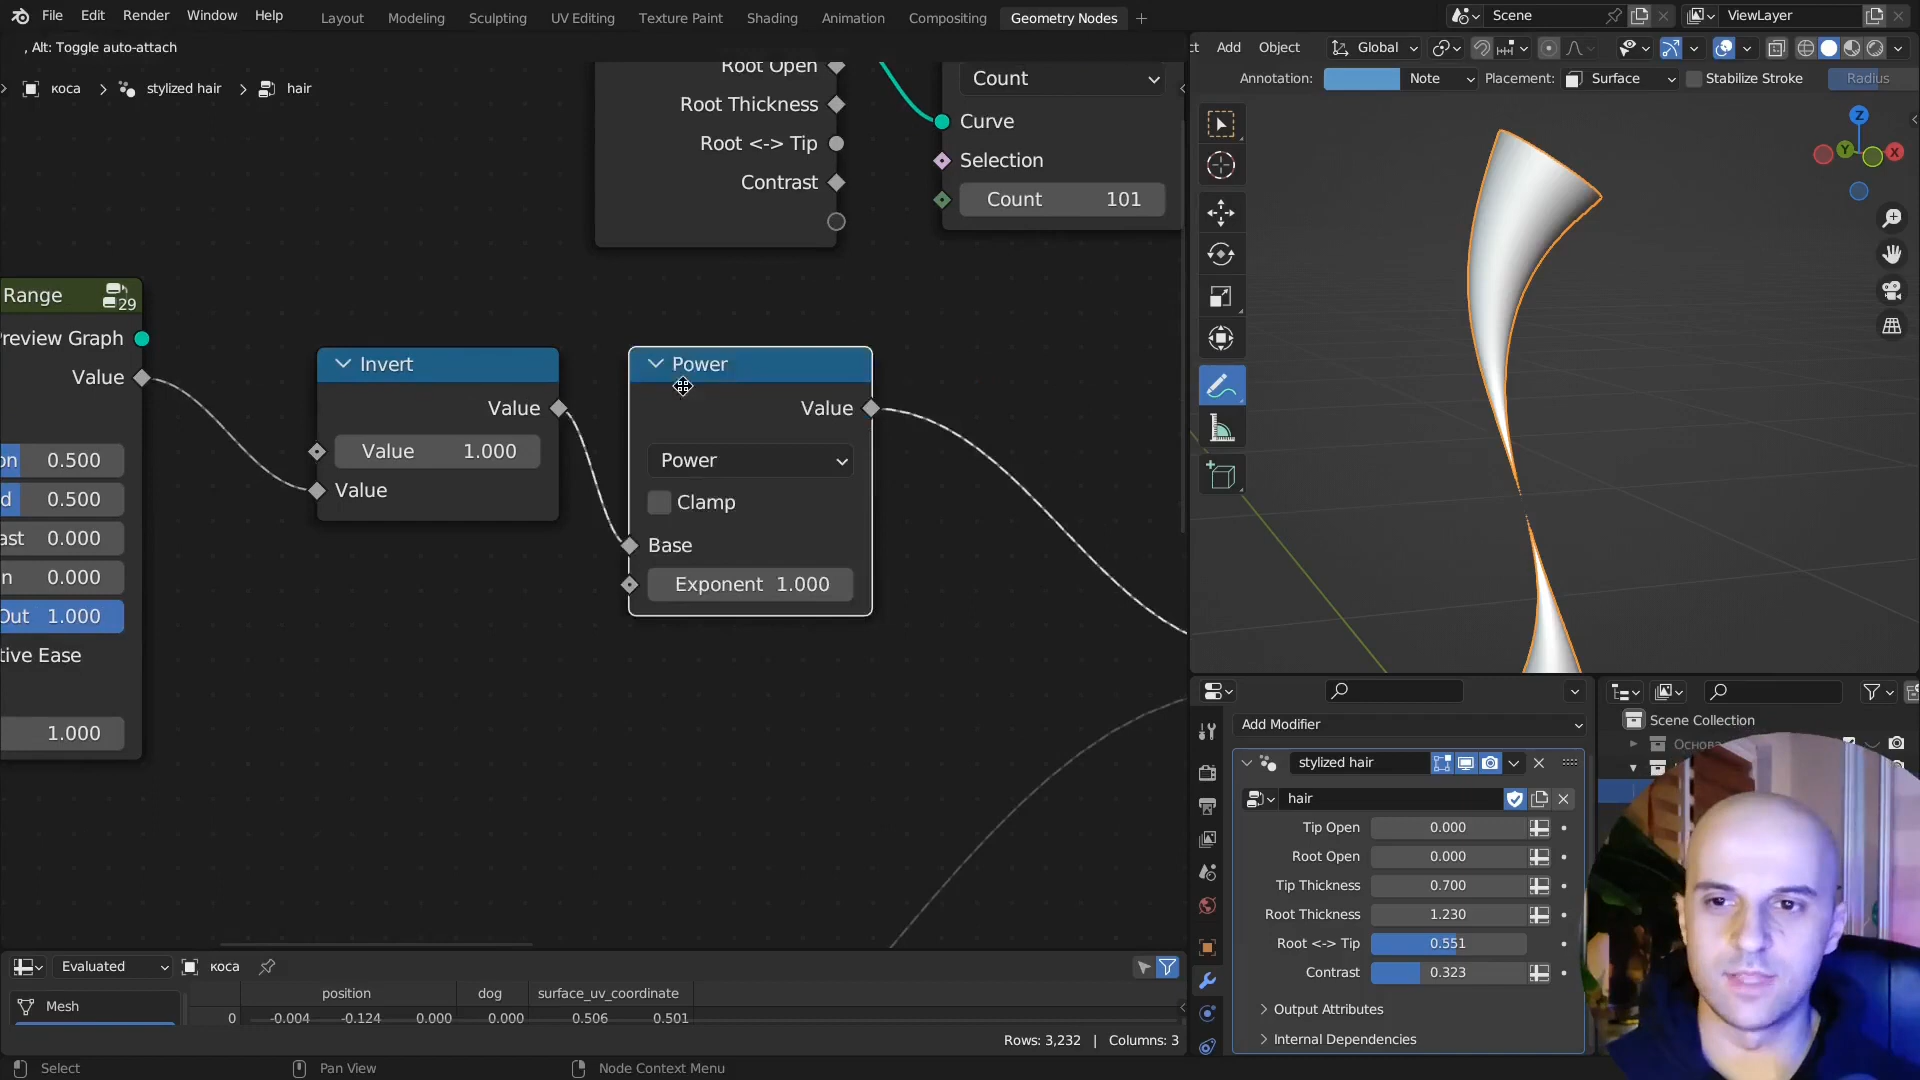 File Edit Render Window Help Layout Modeling Sculpting UV Editing Texture Paint Shading Animation Compositing Geometry Nodes + Scene ViewLayer
, Alt: Toggle auto-attach
Add Object Global
Annotation: Note Placement: Surface Stabilize Stroke Radius
коса stylized hair hair
Root Open
Root Thickness
Root <-> Tip
Contrast
Count
Curve
Selection
Count 101
Range
29
Preview Graph
Value
0.500
0.500
0.000
0.000
Out 1.000
tive Ease
1.000
Invert
Value
Value 1.000
Value
Power
Value
Power
Clamp
Base
Exponent 1.000
Z
Y
X
Add Modifier
stylized hair
hair
Tip Open 0.000
Root Open 0.000
Tip Thickness 0.700
Root Thickness 1.230
Root <-> Tip 0.551
Contrast 0.323
Output Attributes
Internal Dependencies
Scene Collection
Основа
Evaluated коса
Mesh
position dog surface_uv_coordinate
0 -0.004 -0.124 0.000 0.000 0.506 0.501
Rows: 3,232 | Columns: 3
Select Pan View Node Context Menu